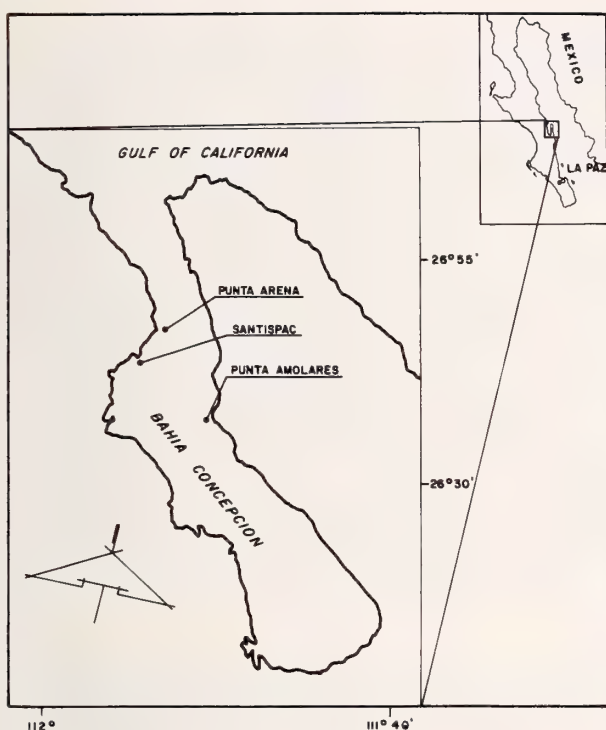 MEXICO
LA PAZ
GULF OF CALIFORNIA
26°55'
PUNTA ARENA
SANTISPAC
PUNTA AMOLARES
BAHIA CONCEPCION
26°30'
112°
111°40'